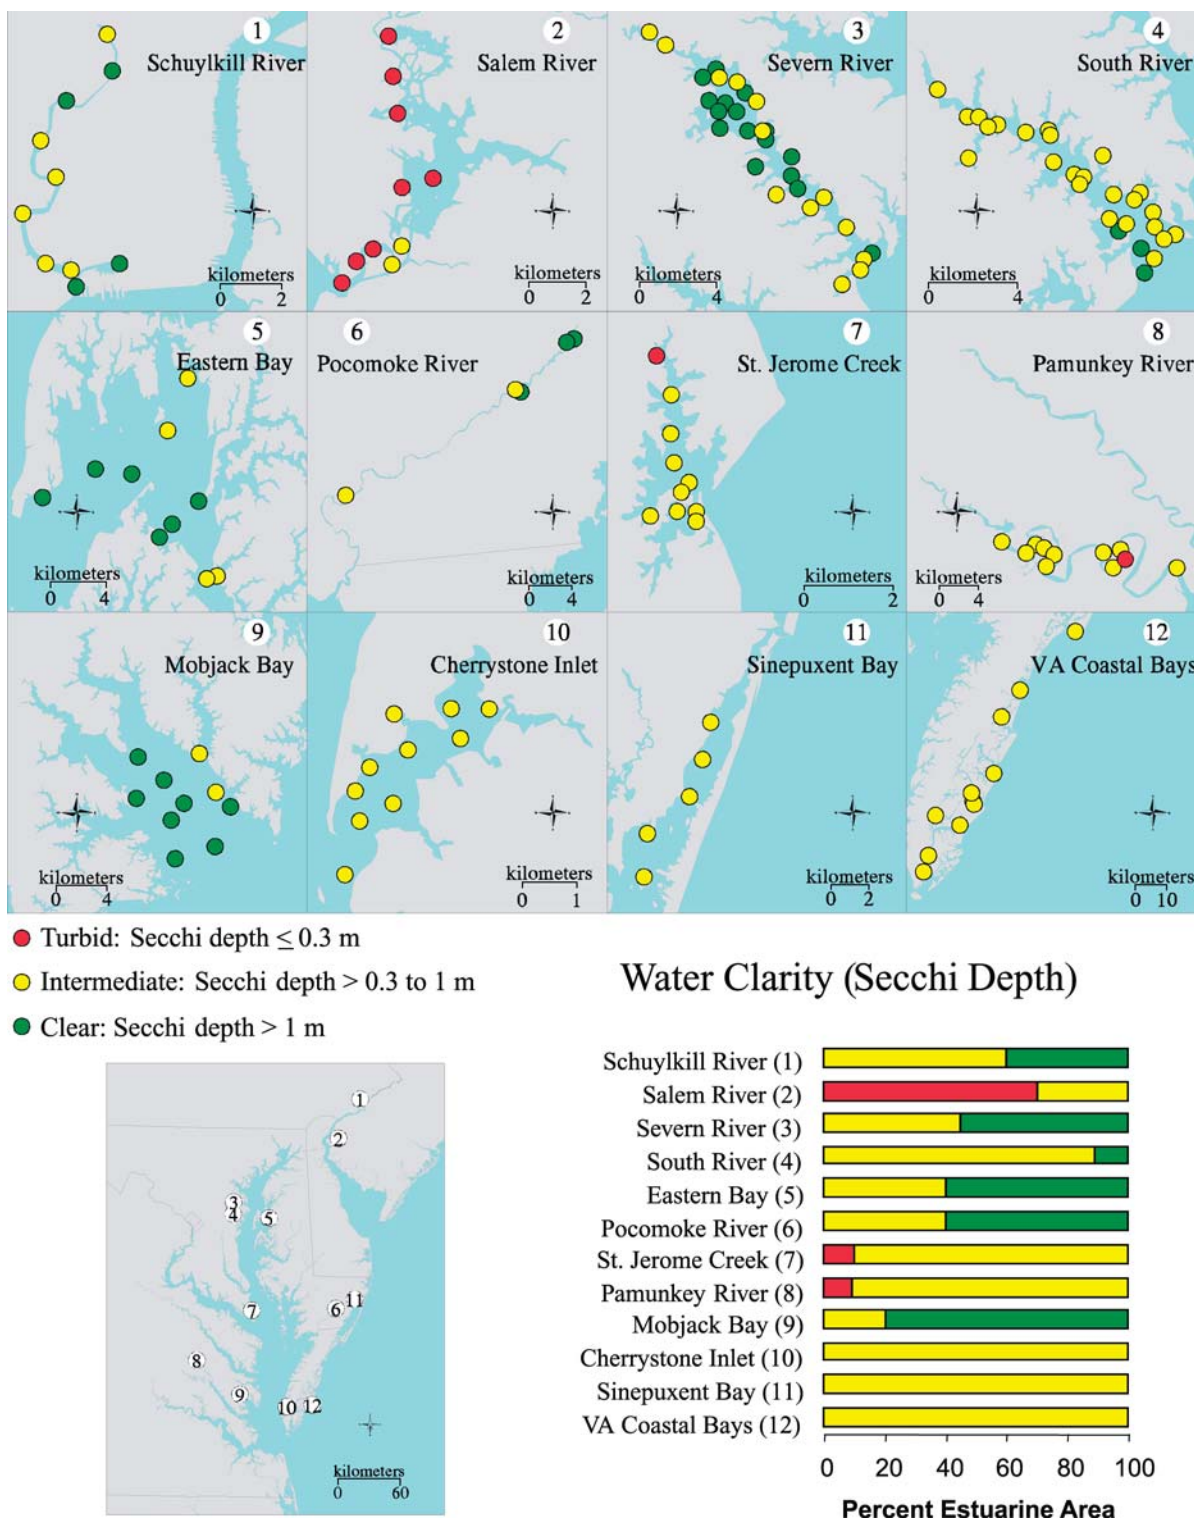 1
Schuylkill River
kilometers
0 2
2
Salem River
kilometers
0 2
3
Severn River
kilometers
0 4
4
South River
kilometers
0 4
5
Eastern Bay
kilometers
0 4
6
Pocomoke River
kilometers
0 4
7
St. Jerome Creek
kilometers
0 2
8
Pamunkey River
kilometers
0 4
9
Mobjack Bay
kilometers
0 4
10
Cherrystone Inlet
kilometers
0 1
11
Sinepuxent Bay
kilometers
0 2
12
VA Coastal Bays
kilometers
0 10
Turbid: Secchi depth ≤ 0.3 m
Intermediate: Secchi depth > 0.3 to 1 m
Clear: Secchi depth > 1 m
1
2
3
4
5
6
11
7
8
9
10
12
kilometers
0 60
Water Clarity (Secchi Depth)
Schuylkill River (1)
Salem River (2)
Severn River (3)
South River (4)
Eastern Bay (5)
Pocomoke River (6)
St. Jerome Creek (7)
Pamunkey River (8)
Mobjack Bay (9)
Cherrystone Inlet (10)
Sinepuxent Bay (11)
VA Coastal Bays (12)
0 20 40 60 80 100
Percent Estuarine Area